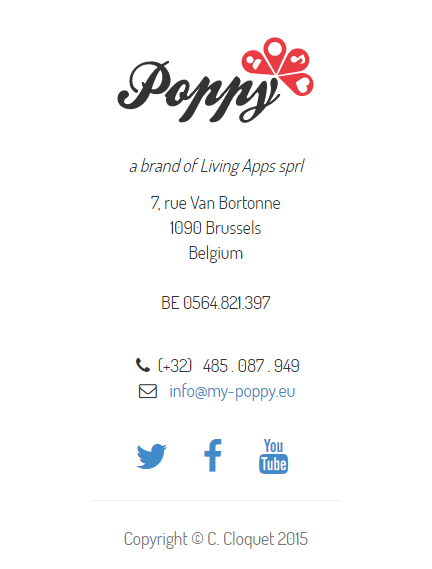 Poppy
a brand of Living Apps sprl
7, rue Van Bortonne
1090 Brussels
Belgium
BE 0564.821.397
(+32) 485 . 087 . 949
info@my-poppy.eu
You
Tube
Copyright © C. Cloquet 2015